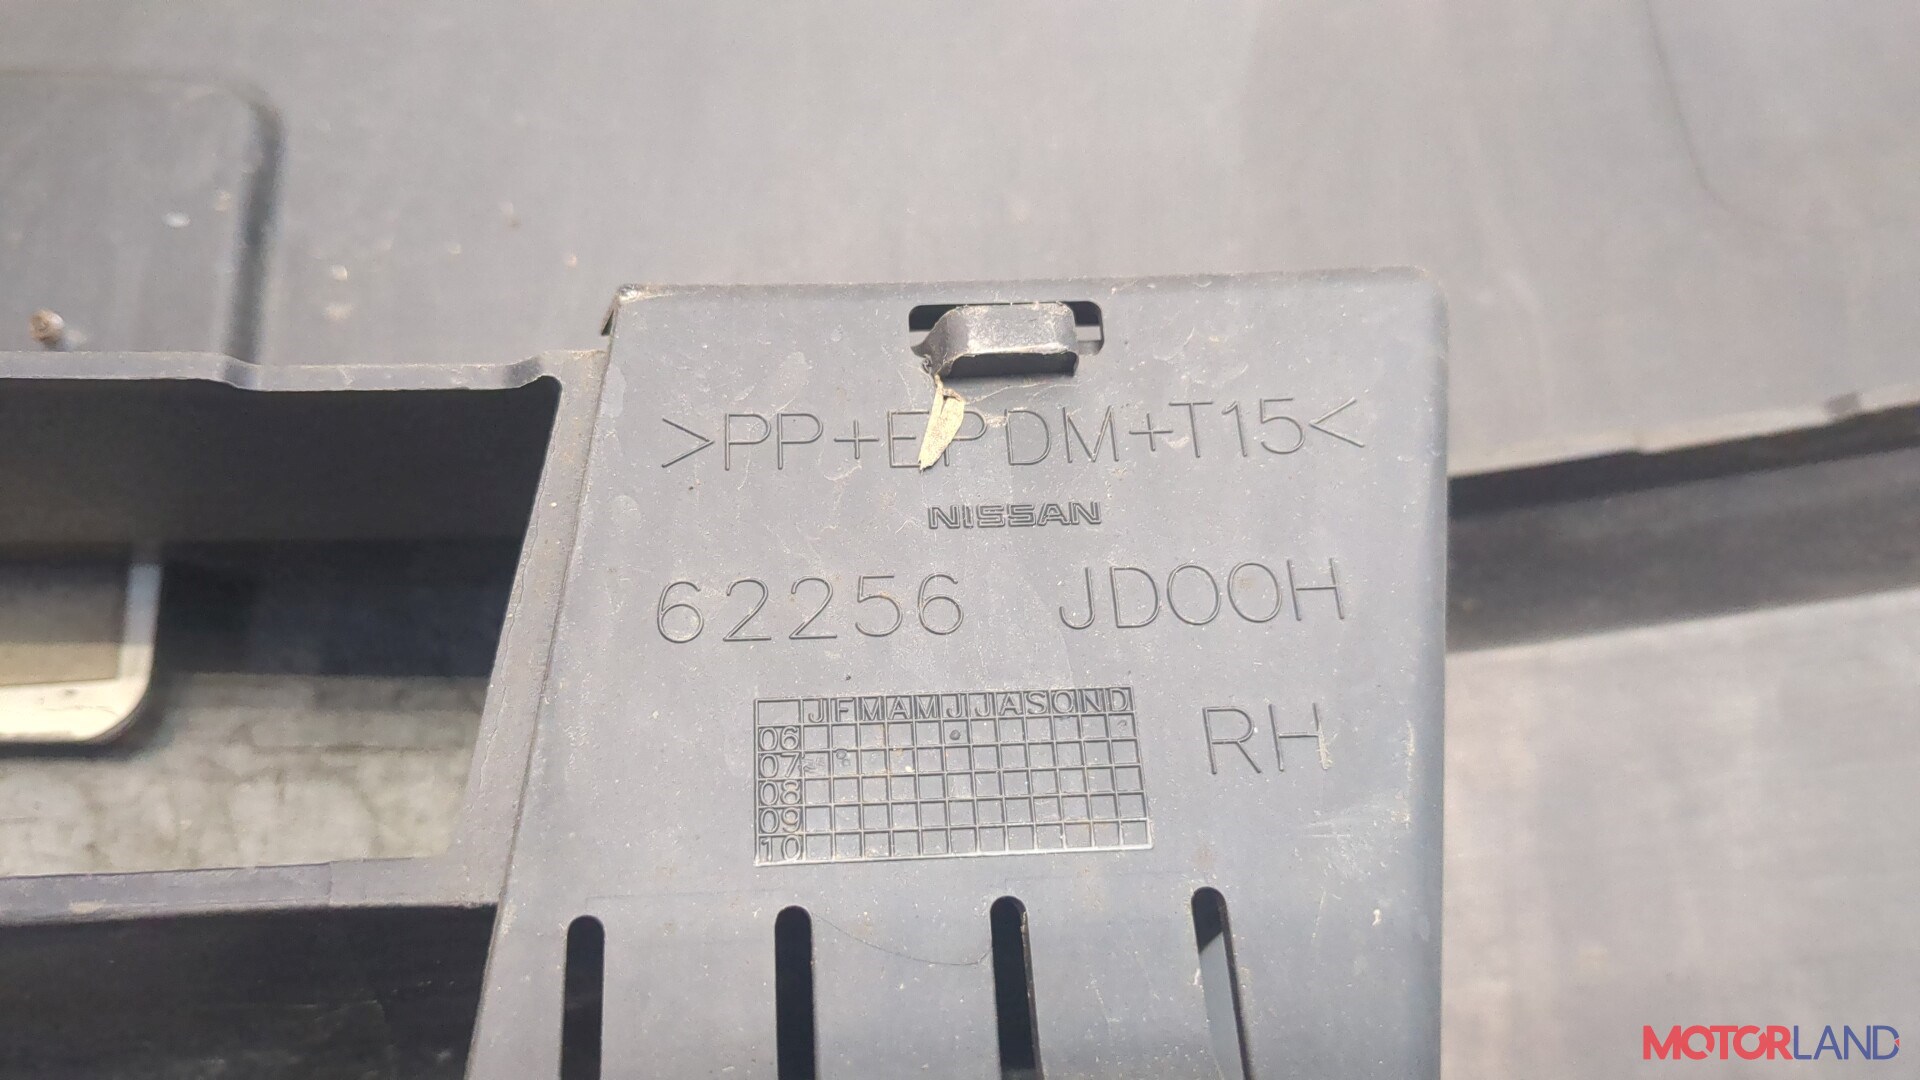 >PP+EPDM+T15<
NISSAN
62256 JD00H
JFMAMJJASOND
RH
06
07
08
09
10
MOTORLAND